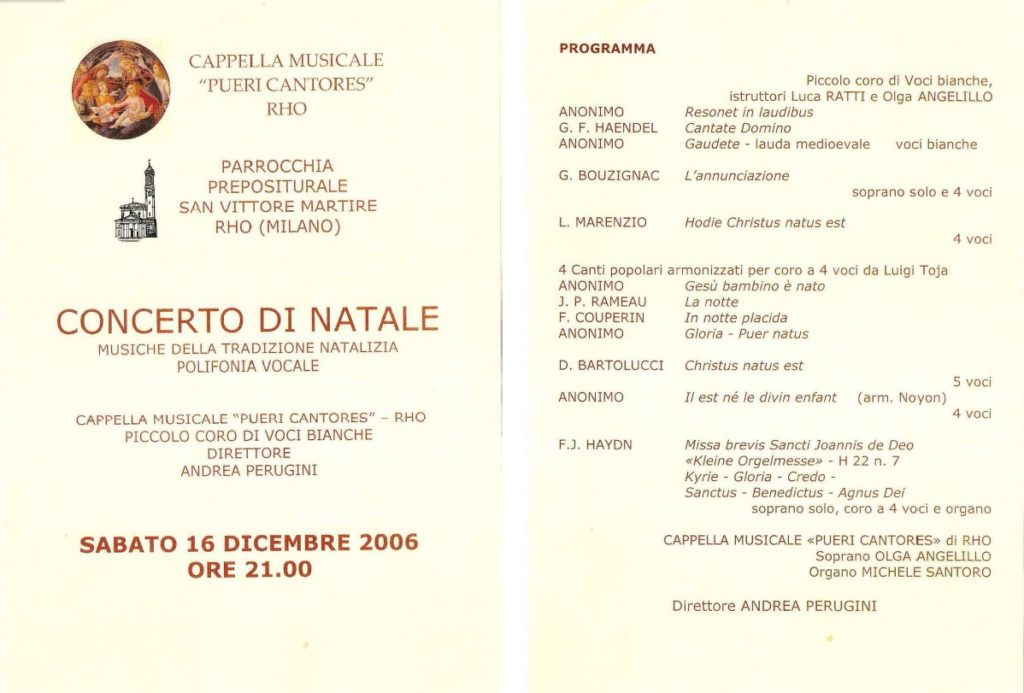 CAPPELLA MUSICALE
“PUERI CANTORES”
RHO
PARROCCHIA
PREPOSITURALE
SAN VITTORE MARTIRE
RHO (MILANO)
CONCERTO DI NATALE
MUSICHE DELLA TRADIZIONE NATALIZIA
POLIFONIA VOCALE
CAPPELLA MUSICALE “PUERI CANTORES” – RHO
PICCOLO CORO DI VOCI BIANCHE
DIRETTORE
ANDREA PERUGINI
SABATO 16 DICEMBRE 2006
ORE 21.00
PROGRAMMA
Piccolo coro di Voci bianche,
istruttori Luca RATTI e Olga ANGELILLO
ANONIMO Resonet in laudibus
G. F. HAENDEL Cantate Domino
ANONIMO Gaudete - lauda medioevale voci bianche
G. BOUZIGNAC L’annunciazione
soprano solo e 4 voci
L. MARENZIO Hodie Christus natus est
4 voci
4 Canti popolari armonizzati per coro a 4 voci da Luigi Toja
ANONIMO Gesù bambino è nato
J. P. RAMEAU La notte
F. COUPERIN In notte placida
ANONIMO Gloria - Puer natus
D. BARTOLUCCI Christus natus est
5 voci
ANONIMO Il est né le divin enfant (arm. Noyon)
4 voci
F.J. HAYDN Missa brevis Sancti Joannis de Deo
«Kleine Orgelmesse» - H 22 n. 7
Kyrie - Gloria - Credo -
Sanctus - Benedictus - Agnus Dei
soprano solo, coro a 4 voci e organo
CAPPELLA MUSICALE «PUERI CANTORES» di RHO
Soprano OLGA ANGELILLO
Organo MICHELE SANTORO
Direttore ANDREA PERUGINI